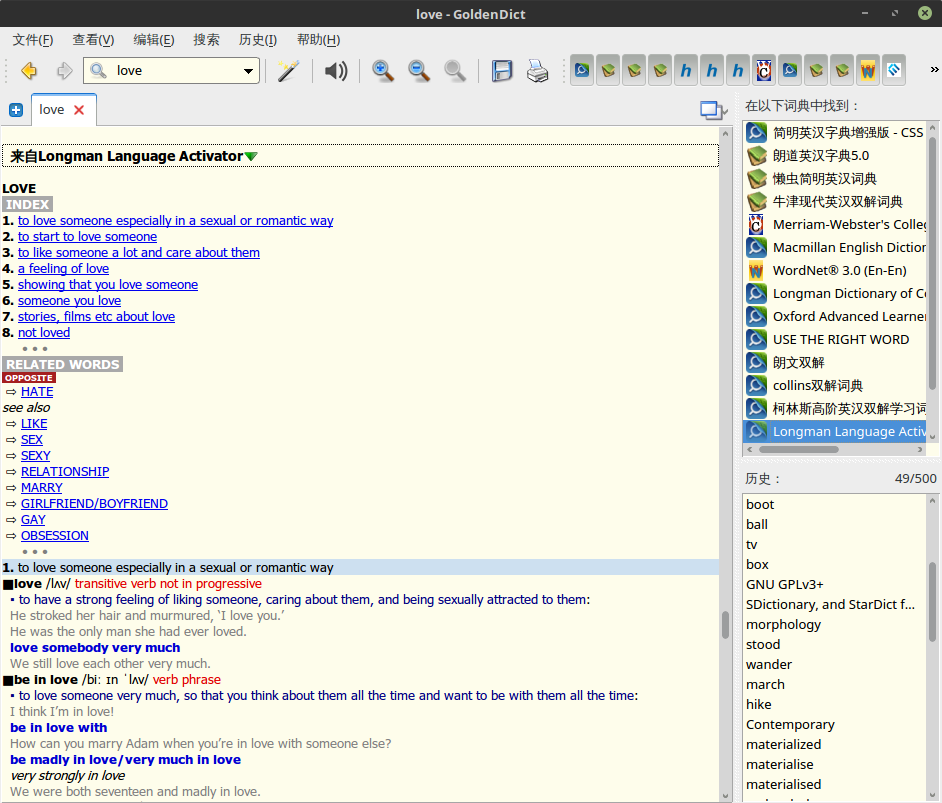 love - GoldenDict
文件(F) 查看(V) 编辑(E) 搜索 历史(I) 帮助(H)
love
h h h C W »
love
来自Longman Language Activator
LOVE
INDEX
1. to love someone especially in a sexual or romantic way
2. to start to love someone
3. to like someone a lot and care about them
4. a feeling of love
5. showing that you love someone
6. someone you love
7. stories, films etc about love
8. not loved
• • •
RELATED WORDS
OPPOSITE
⇨ HATE
see also
⇨ LIKE
⇨ SEX
⇨ SEXY
⇨ RELATIONSHIP
⇨ MARRY
⇨ GIRLFRIEND/BOYFRIEND
⇨ GAY
⇨ OBSESSION
• • •
1. to love someone especially in a sexual or romantic way
■love /lʌv/ transitive verb not in progressive
▪ to have a strong feeling of liking someone, caring about them, and being sexually attracted to them:
He stroked her hair and murmured, ‘I love you.’
He was the only man she had ever loved.
love somebody very much
We still love each other very much.
■be in love /biː ɪn ˈlʌv/ verb phrase
▪ to love someone very much, so that you think about them all the time and want to be with them all the time:
I think I’m in love!
be in love with
How can you marry Adam when you’re in love with someone else?
be madly in love/very much in love
very strongly in love
We were both seventeen and madly in love.
在以下词典中找到：
简明英汉字典增强版 - CSS
朗道英汉字典5.0
懒虫简明英汉词典
牛津现代英汉双解词典
Merriam-Webster's Colleg
Macmillan English Diction
WordNet® 3.0 (En-En)
Longman Dictionary of Co
Oxford Advanced Learner
USE THE RIGHT WORD
朗文双解
collins双解词典
柯林斯高阶英汉双解学习词
Longman Language Activ
历史： 49/500
boot
ball
tv
box
GNU GPLv3+
SDictionary, and StarDict f...
morphology
stood
wander
march
hike
Contemporary
materialized
materialise
materialised